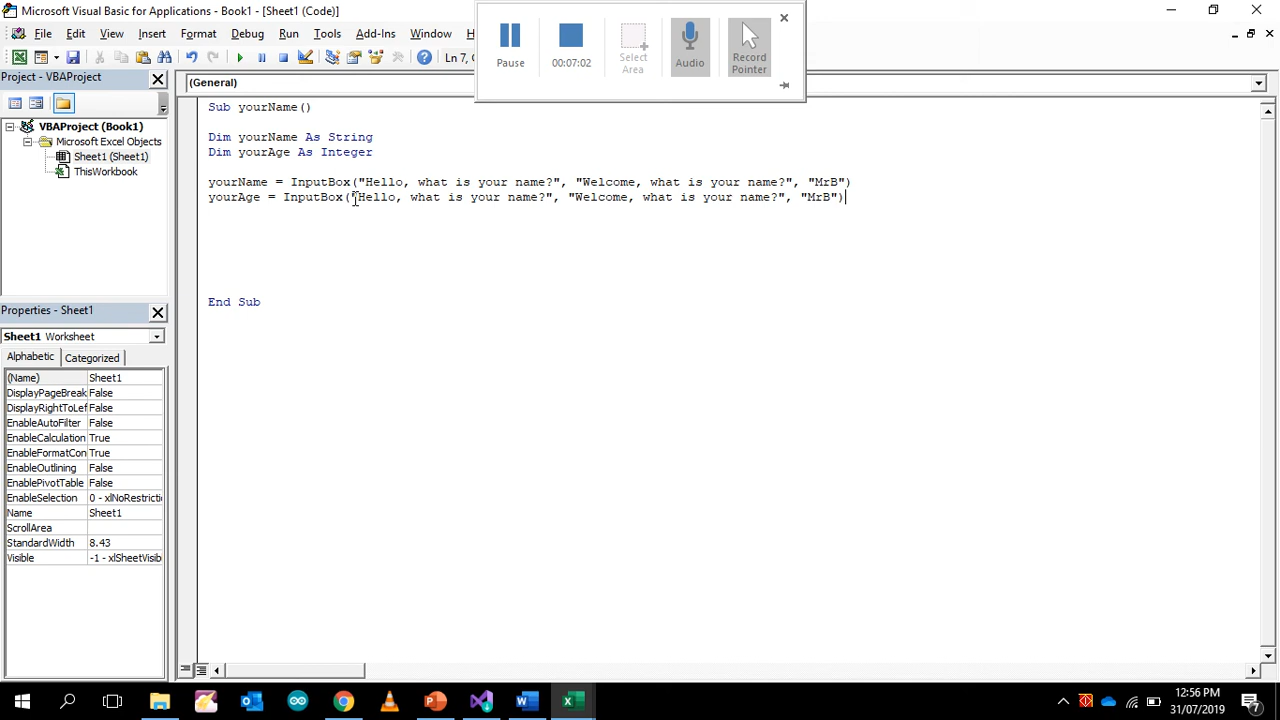 Microsoft Visual Basic for Applications - Book1 - [Sheet1 (Code)]
File Edit View Insert Format Debug Run Tools Add-Ins Window
Ln 7,
Pause
00:07:02
Select Area
Audio
Record Pointer
Project - VBAProject
VBAProject (Book1)
Microsoft Excel Objects
Sheet1 (Sheet1)
ThisWorkbook
(General)
Sub yourName()
Dim yourName As String
Dim yourAge As Integer
yourName = InputBox("Hello, what is your name?", "Welcome, what is your name?", "MrB")
yourAge = InputBox("Hello, what is your name?", "Welcome, what is your name?", "MrB")
End Sub
Properties - Sheet1
Sheet1 Worksheet
Alphabetic Categorized
(Name) Sheet1
DisplayPageBreak False
DisplayRightToLef False
EnableAutoFilter False
EnableCalculation True
EnableFormatCon True
EnableOutlining False
EnablePivotTable False
EnableSelection 0 - xlNoRestricti
Name Sheet1
ScrollArea
StandardWidth 8.43
Visible -1 - xlSheetVisib
12:56 PM
31/07/2019
7